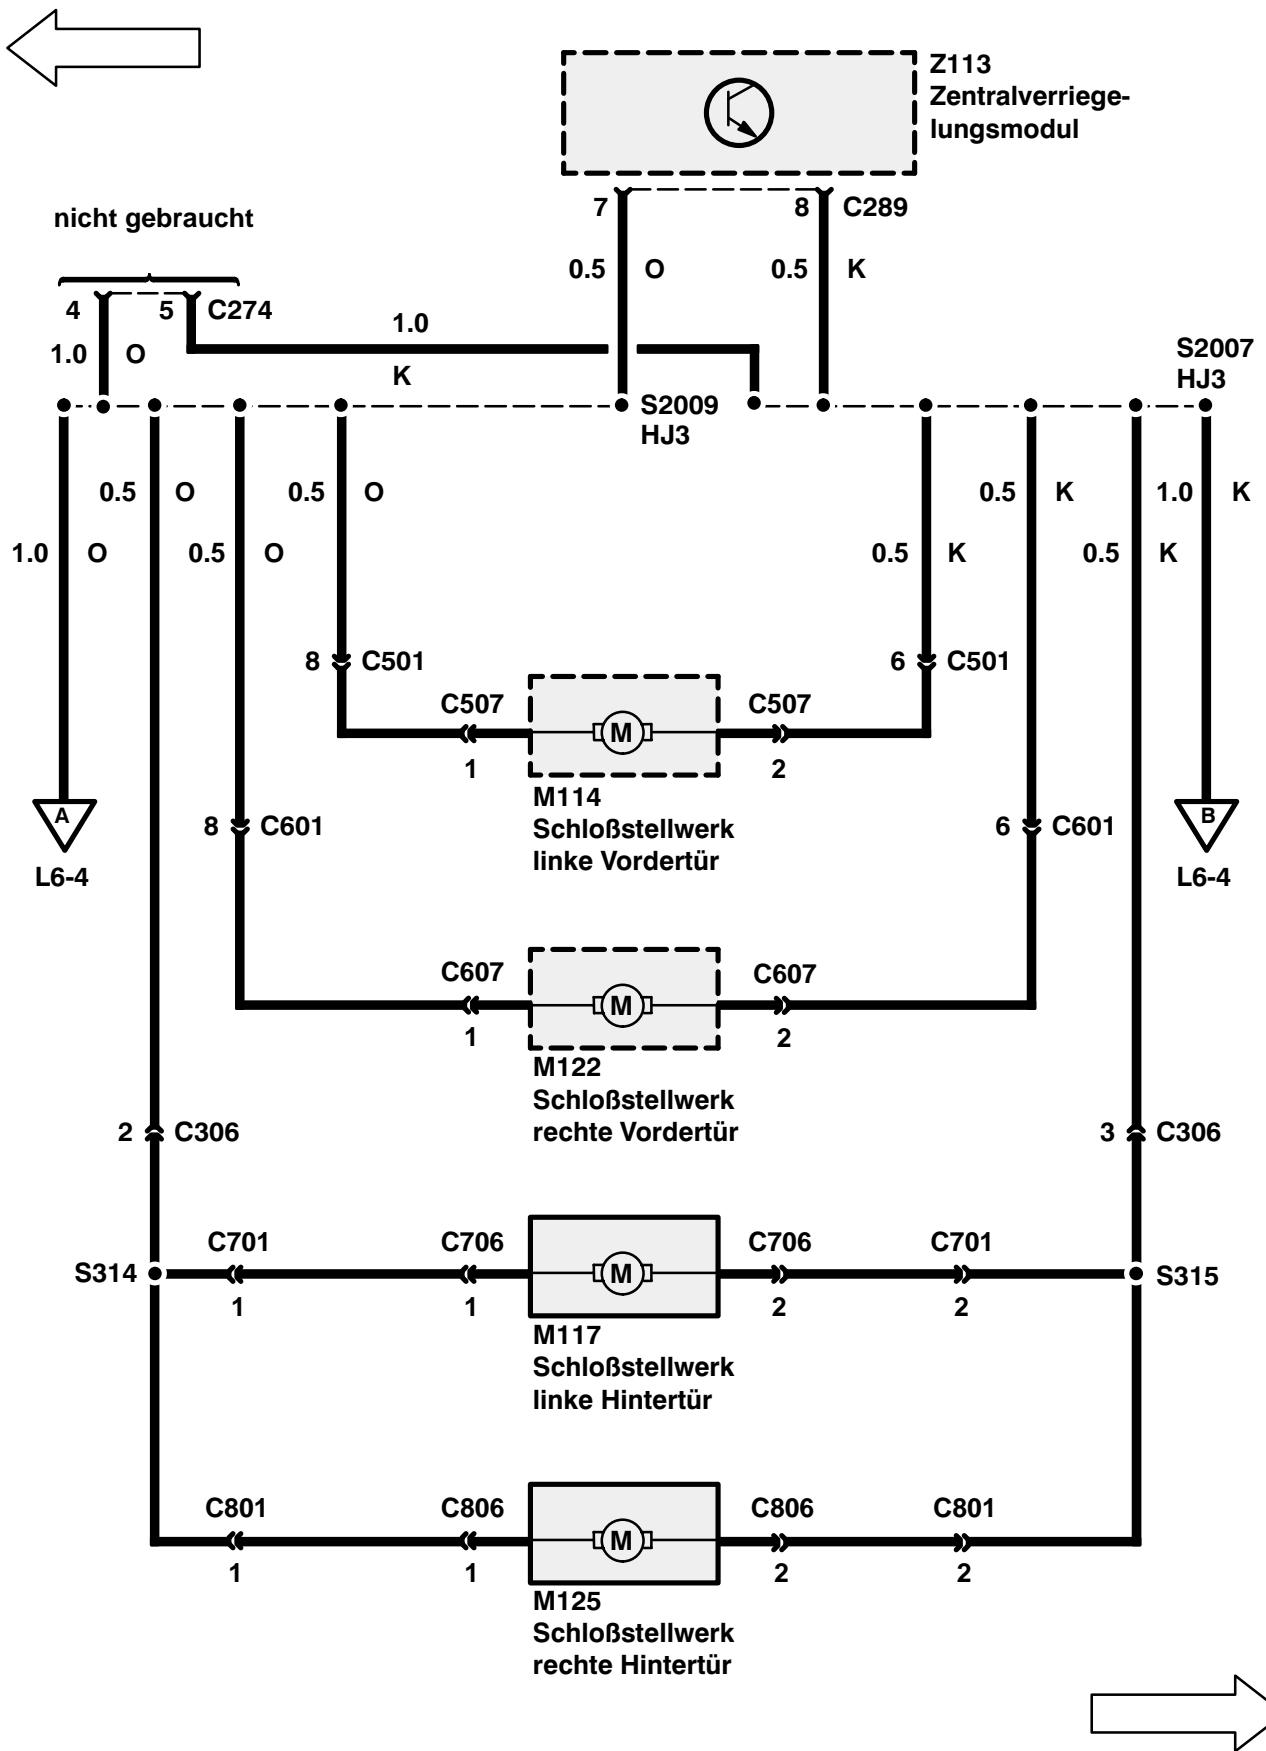 Z113
Zentralverriege-
lungsmodul
7 8 C289
nicht gebraucht
0.5 O 0.5 K
4 5 C274
1.0
1.0 O
K
S2007
HJ3
S2009
HJ3
0.5 O 0.5 O 0.5 K 1.0 K
1.0 O 0.5 O 0.5 K 0.5 K
8 C501 6 C501
C507 C507
M
1 2
M114
Schloßstellwerk
linke Vordertür
A B
8 C601 6 C601
L6-4 L6-4
C607 C607
M
1 2
M122
Schloßstellwerk
rechte Vordertür
2 C306 3 C306
C701 C706 C706 C701
S314 M S315
1 1 2 2
M117
Schloßstellwerk
linke Hintertür
C801 C806 C806 C801
M
1 1 2 2
M125
Schloßstellwerk
rechte Hintertür